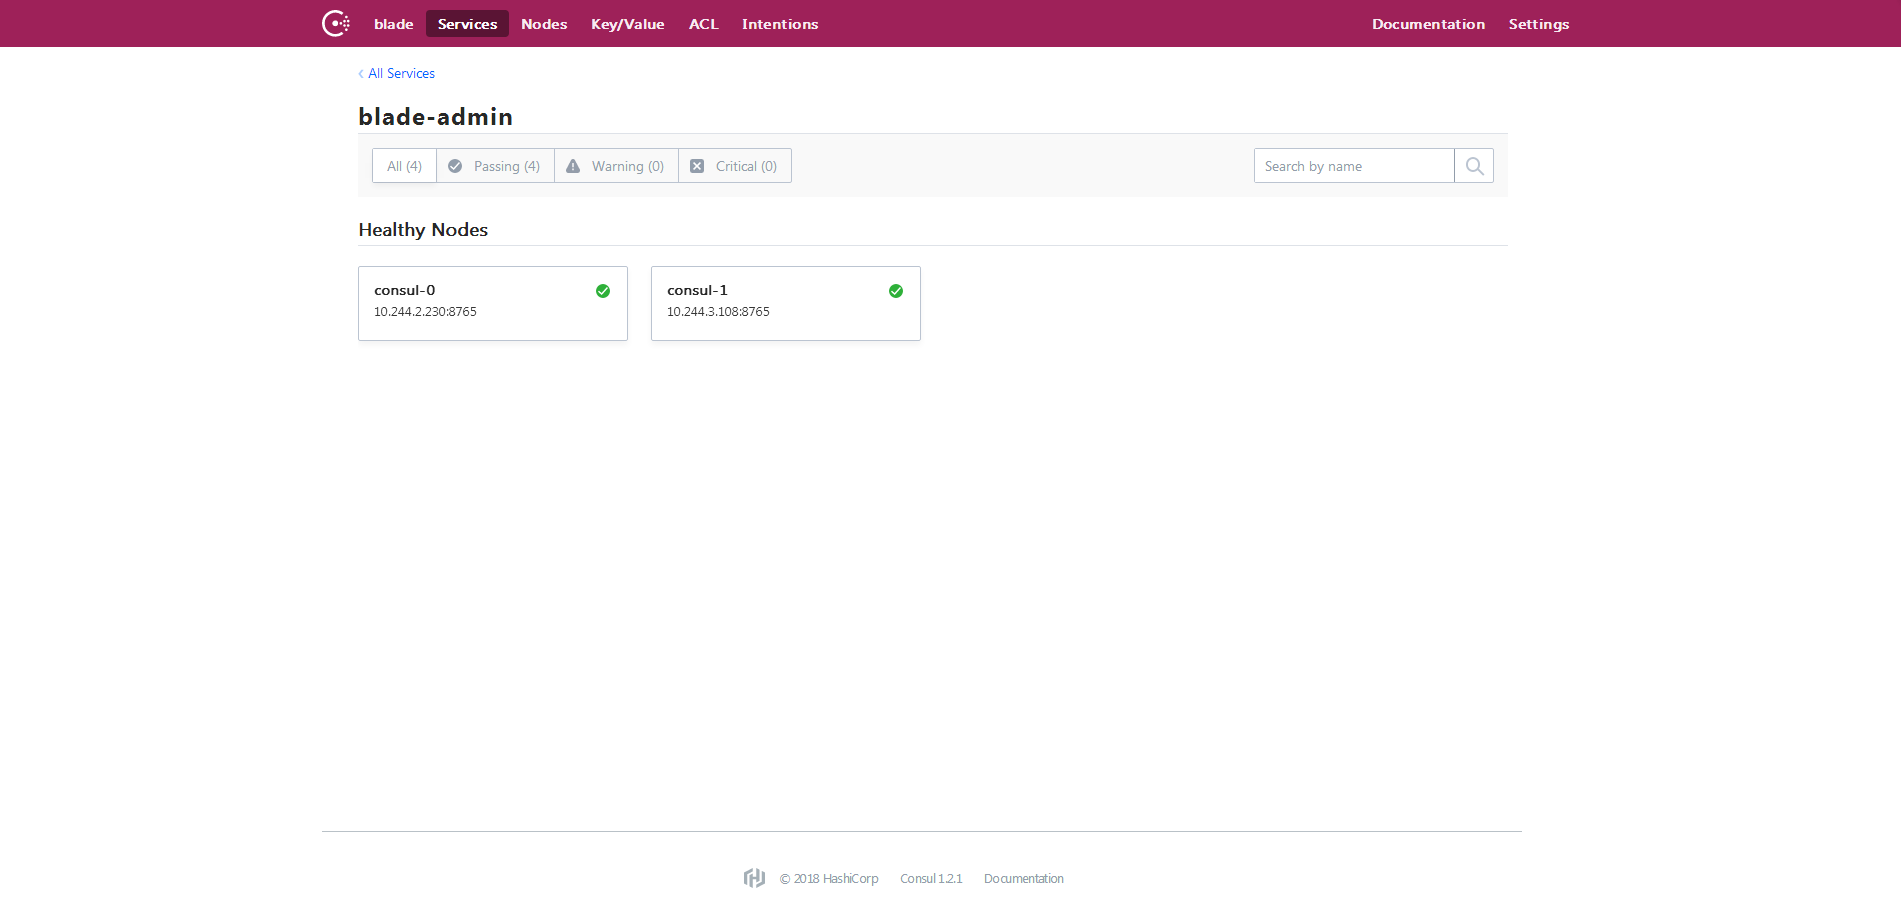 blade Services Nodes Key/Value ACL Intentions Documentation Settings
All Services
blade-admin
All (4) Passing (4) Warning (0) Critical (0) Search by name
Healthy Nodes
consul-0 consul-1
10.244.2.230:8765 10.244.3.108:8765
© 2018 HashiCorp Consul 1.2.1 Documentation